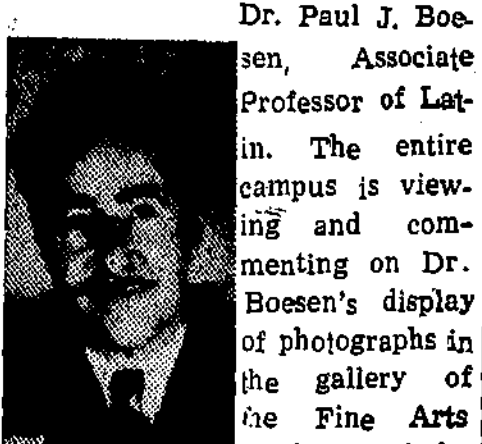 Dr. Paul J. Boe-
sen, Associate
Professor of Lat-
in. The entire
campus is view-
ing and com-
menting on Dr.
Boesen's display
of photographs in
the gallery of
the Fine Arts